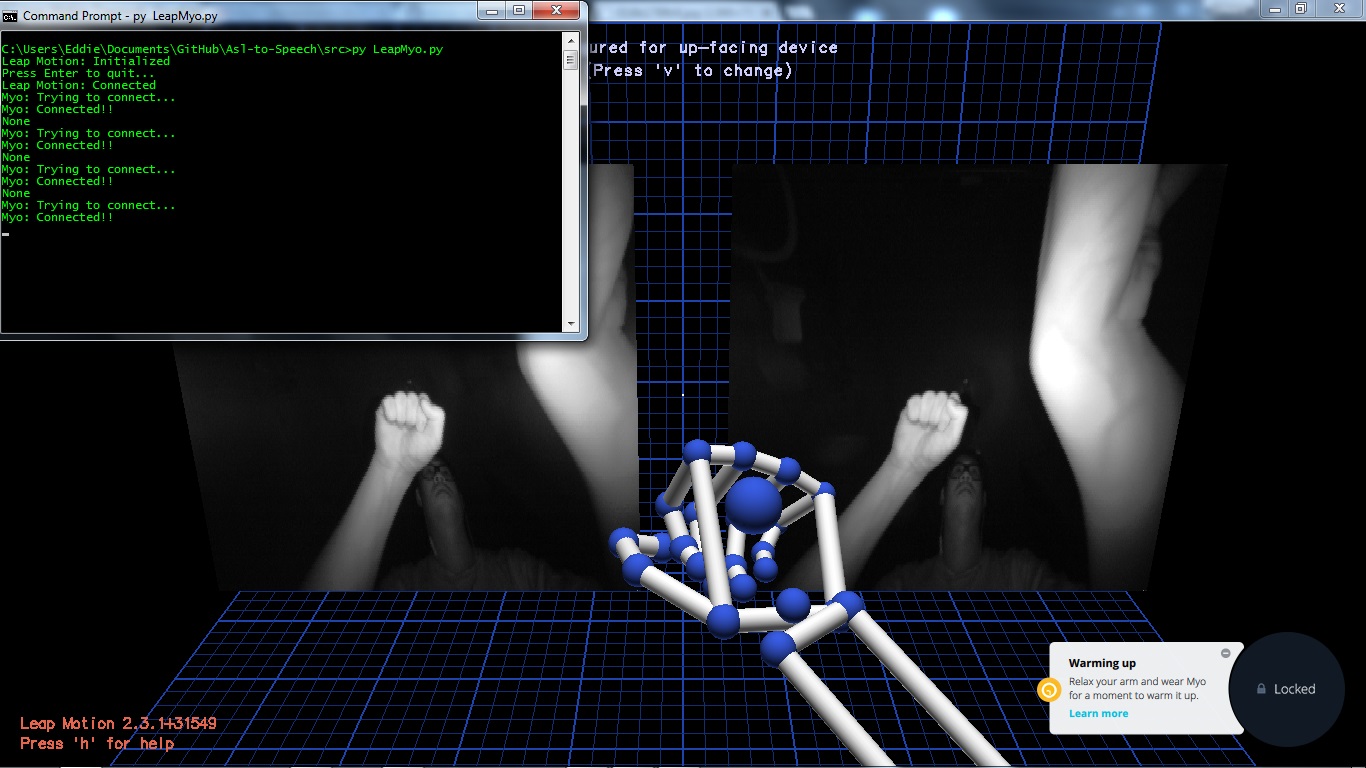 Command Prompt - py LeapMyo.py
C:\Users\Eddie\Documents\GitHub\Asl-to-Speech\src>py LeapMyo.py
Leap Motion: Initialized
Press Enter to quit...
Leap Motion: Connected
Myo: Trying to connect...
Myo: Connected!!
None
Myo: Trying to connect...
Myo: Connected!!
None
Myo: Trying to connect...
Myo: Connected!!
None
Myo: Trying to connect...
Myo: Connected!!
for up-facing device
(Press 'v' to change)
Warming up
Relax your arm and wear Myo
for a moment to warm it up.
Learn more
Locked
Leap Motion 2.3.1+31549
Press 'h' for help